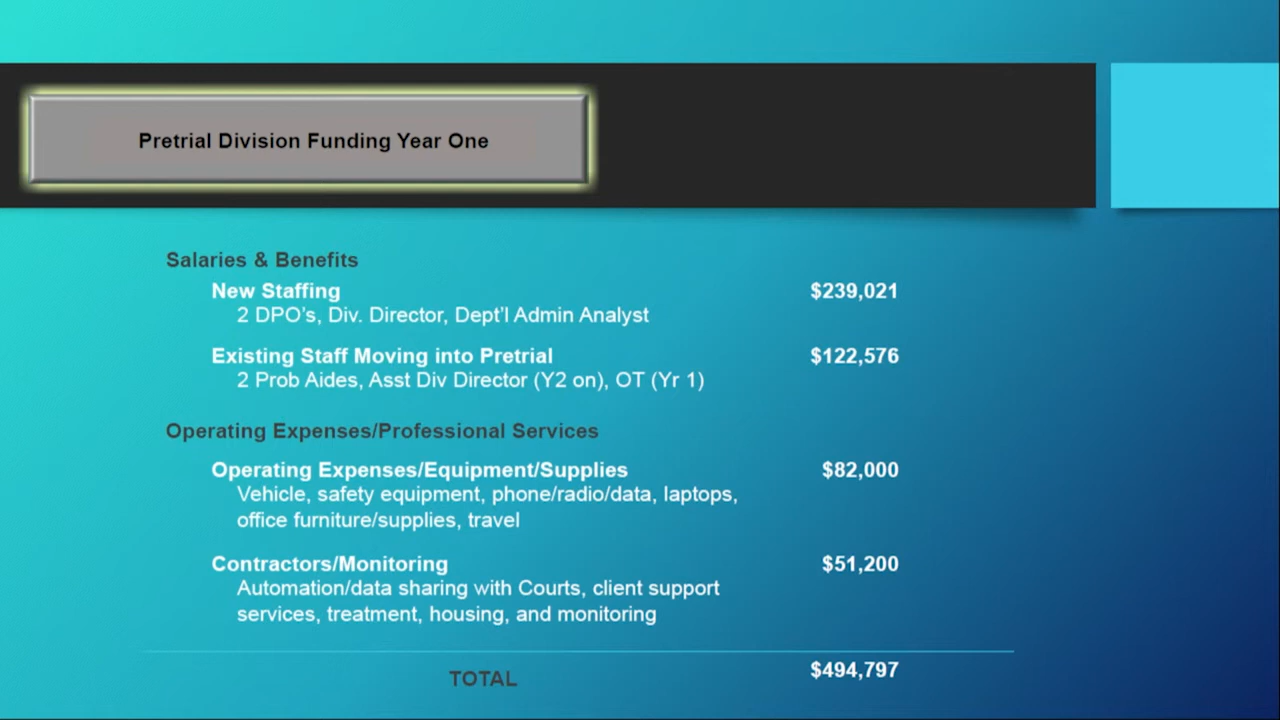 Pretrial Division Funding Year One
Salaries & Benefits
New Staffing $239,021
2 DPO's, Div. Director, Dept'l Admin Analyst
Existing Staff Moving into Pretrial $122,576
2 Prob Aides, Asst Div Director (Y2 on), OT (Yr 1)
Operating Expenses/Professional Services
Operating Expenses/Equipment/Supplies $82,000
Vehicle, safety equipment, phone/radio/data, laptops,
office furniture/supplies, travel
Contractors/Monitoring $51,200
Automation/data sharing with Courts, client support
services, treatment, housing, and monitoring
TOTAL $494,797